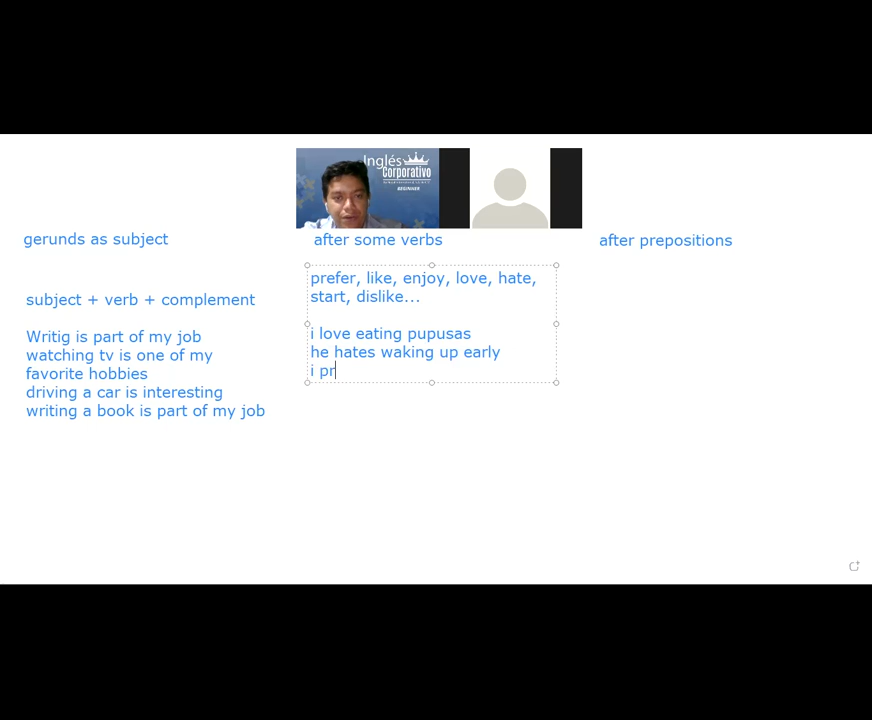 Inglés
Corporativo
BEGINNER
gerunds as subject
after some verbs
after prepositions
subject + verb + complement
Writig is part of my job
watching tv is one of my
favorite hobbies
driving a car is interesting
writing a book is part of my job
prefer, like, enjoy, love, hate,
start, dislike...
i love eating pupusas
he hates waking up early
i pr